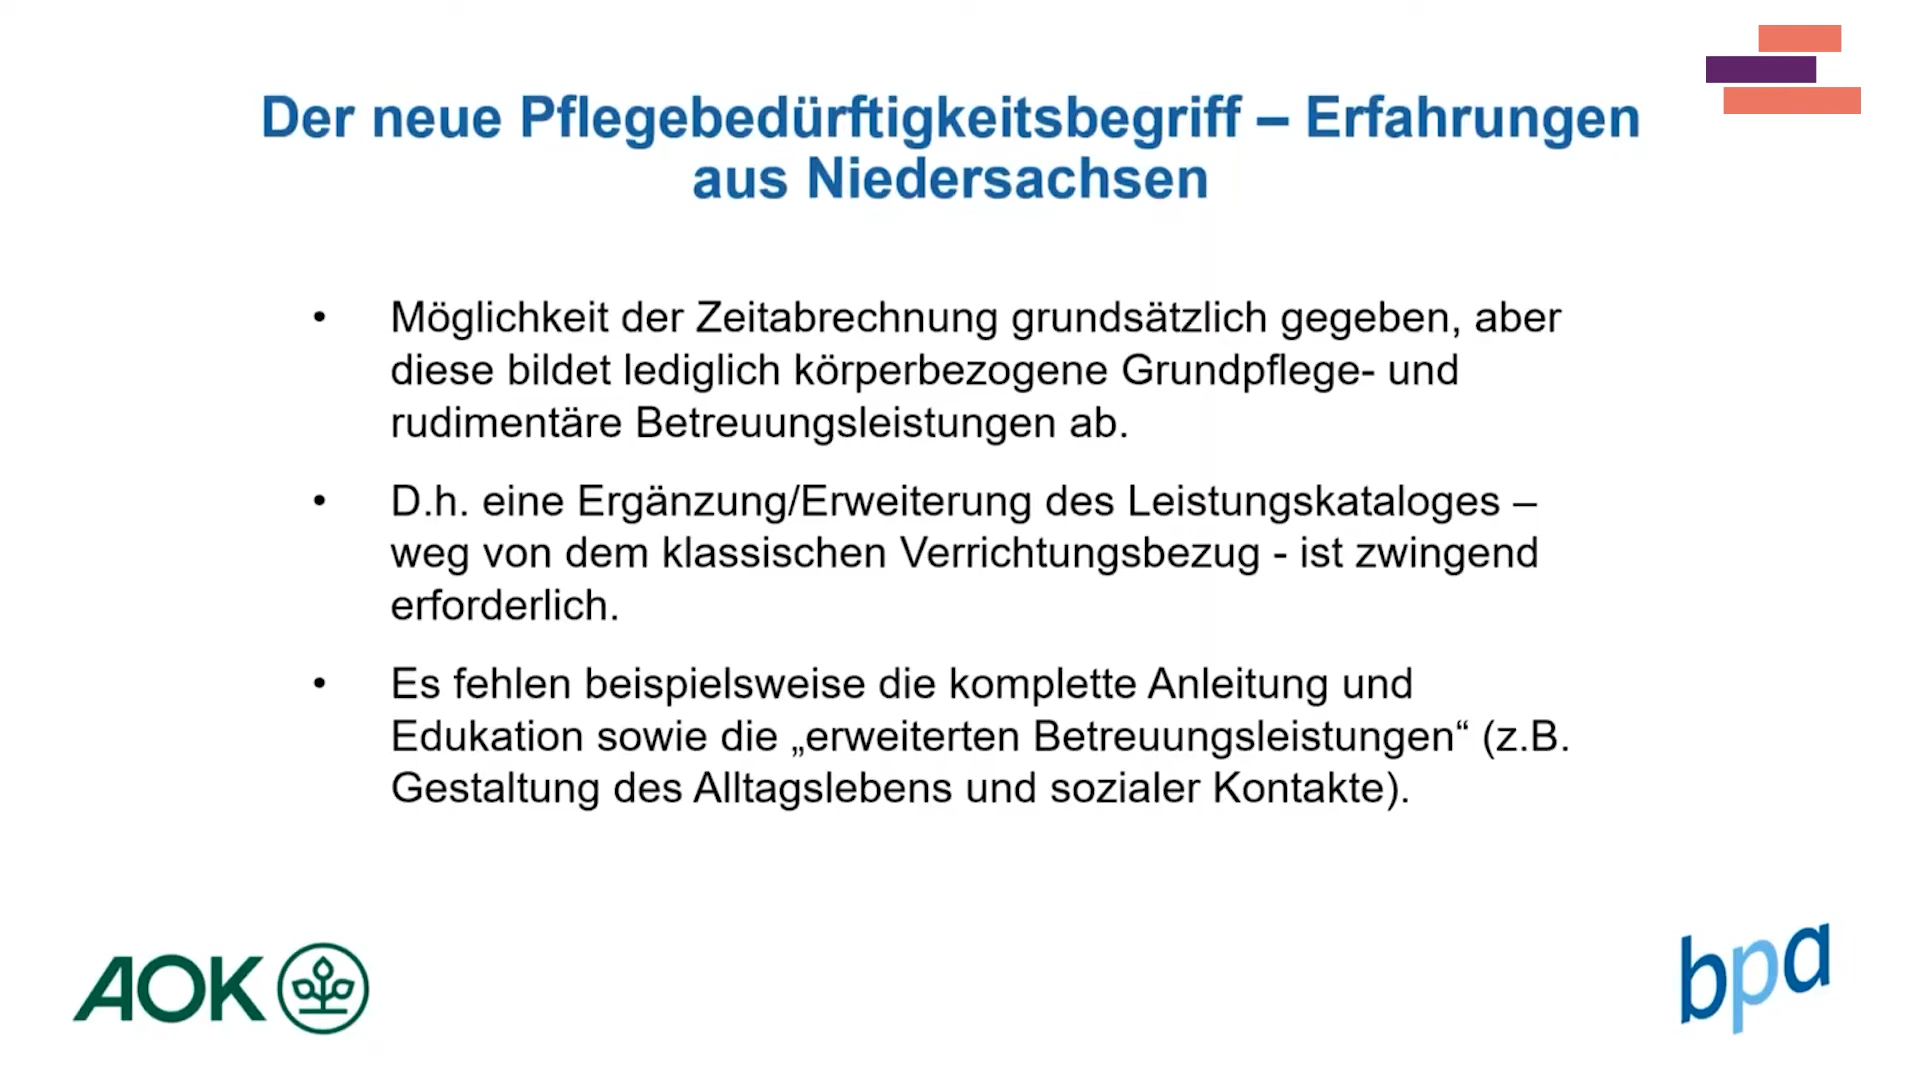 Der neue Pflegebedürftigkeitsbegriff – Erfahrungen
aus Niedersachsen
• Möglichkeit der Zeitabrechnung grundsätzlich gegeben, aber
diese bildet lediglich körperbezogene Grundpflege- und
rudimentäre Betreuungsleistungen ab.
• D.h. eine Ergänzung/Erweiterung des Leistungskataloges –
weg von dem klassischen Verrichtungsbezug - ist zwingend
erforderlich.
• Es fehlen beispielsweise die komplette Anleitung und
Edukation sowie die „erweiterten Betreuungsleistungen“ (z.B.
Gestaltung des Alltagslebens und sozialer Kontakte).
AOK
bpa